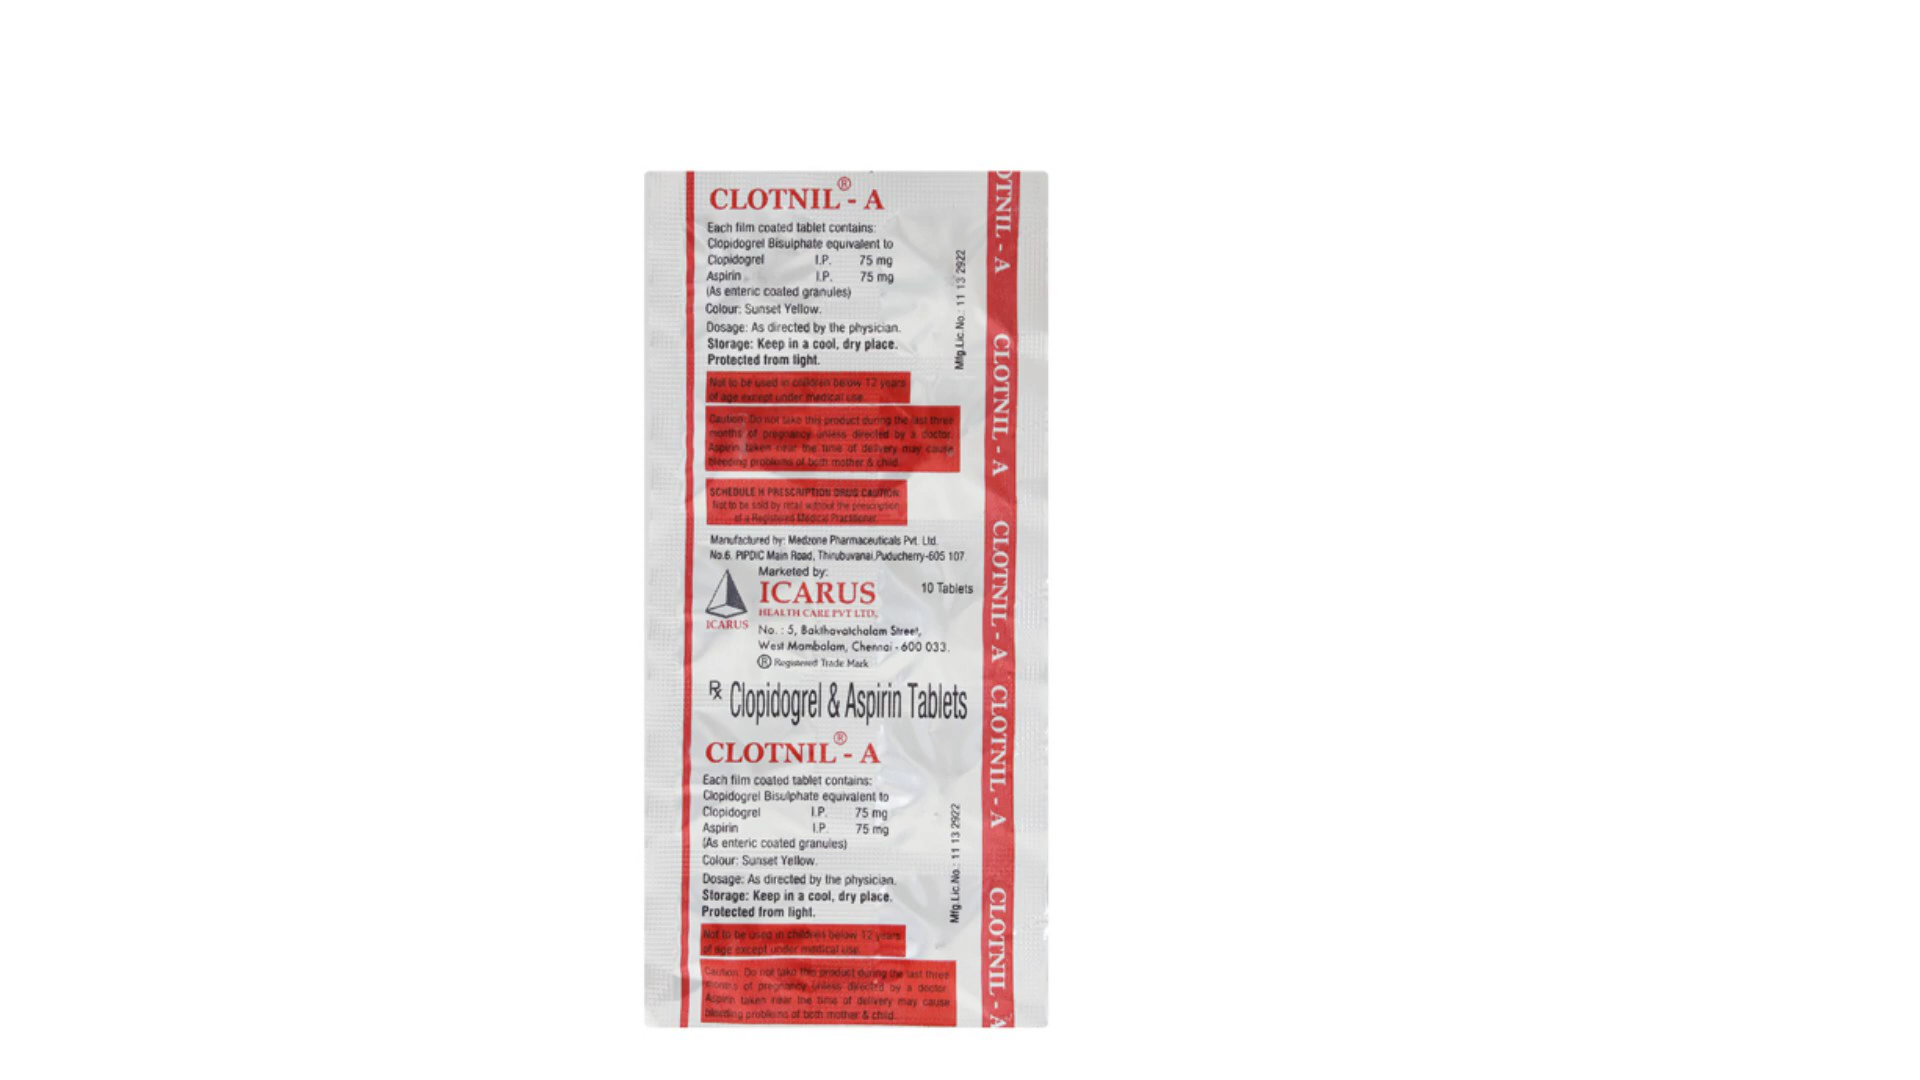 CLOTNIL® - A
Each film coated tablet contains:
Clopidogrel Bisulphate equivalent to
Clopidogrel I.P. 75 mg
Aspirin I.P. 75 mg
(As enteric coated granules)
Colour: Sunset Yellow.
Dosage: As directed by the physician.
Storage: Keep in a cool, dry place.
Protected from light.
Mfg.Lic.No.: 11 13 2922
Not to be used in children below 12 years
of age except under medical use.
Caution: Do not take this product during the last three
months of pregnancy unless directed by a doctor.
Aspirin taken near the time of delivery may cause
bleeding problems of both mother & child.
SCHEDULE H PRESCRIPTION DRUG CAUTION
Not to be sold by retail without the prescription
of a Registered Medical Practitioner.
Manufactured by: Medzone Pharmaceuticals Pvt. Ltd.
No.6. PIPDIC Main Road, Thirubuvanai,Puducherry-605 107
Marketed by:
ICARUS
HEALTH CARE PVT LTD.
10 Tablets
ICARUS
No. : 5, Bakthavatchalam Street,
West Mambalam, Chennai - 600 033.
® Registered Trade Mark
Rx Clopidogrel & Aspirin Tablets
CLOTNIL® - A
Each film coated tablet contains:
Clopidogrel Bisulphate equivalent to
Clopidogrel I.P. 75 mg
Aspirin I.P. 75 mg
(As enteric coated granules)
Colour: Sunset Yellow.
Dosage: As directed by the physician.
Storage: Keep in a cool, dry place.
Protected from light.
Mfg.Lic.No.: 11 13 2922
Not to be used in children below 12 years
of age except under medical use.
Caution: Do not take this product during the last three
months of pregnancy unless directed by a doctor.
Aspirin taken near the time of delivery may cause
bleeding problems of both mother & child.
OTNIL - A
CLOTNIL - A
CLOTNIL - A
CLOTNIL - A
CLOTNIL - A